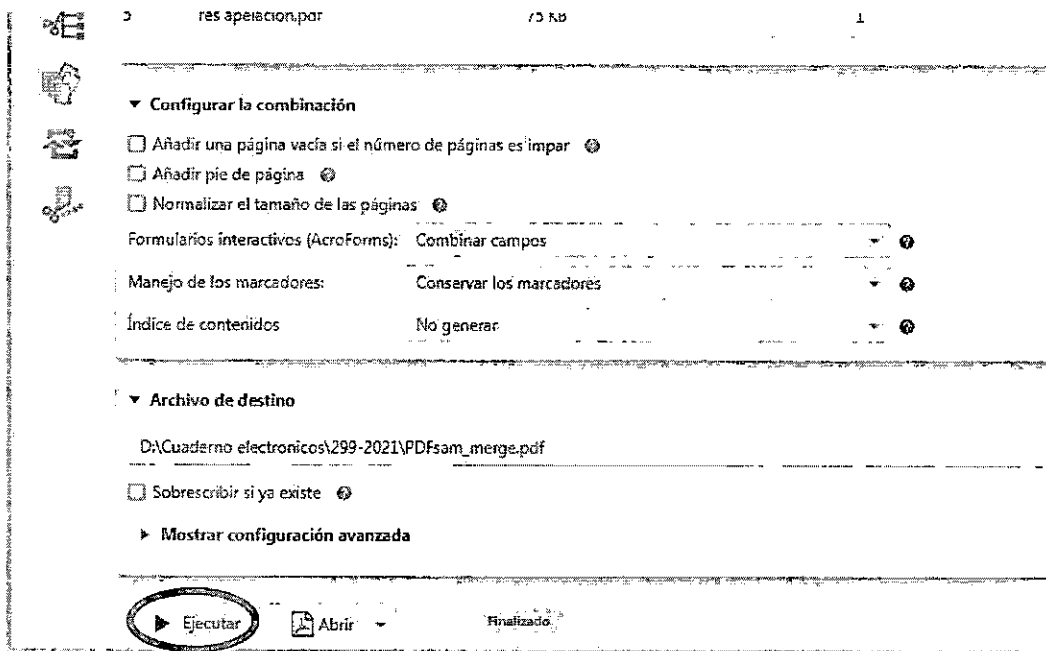 res apelacion.pdf 75 KB 1
Configurar la combinación
Añadir una página vacía si el número de páginas es impar
Añadir pie de página
Normalizar el tamaño de las páginas
Formularios interactivos (AcroForms): Combinar campos
Manejo de los marcadores: Conservar los marcadores
Índice de contenidos No generar
Archivo de destino
D:\Cuaderno electronicos\299-2021\PDFsam_merge.pdf
Sobrescribir si ya existe
Mostrar configuración avanzada
Ejecutar Abrir Finalizado